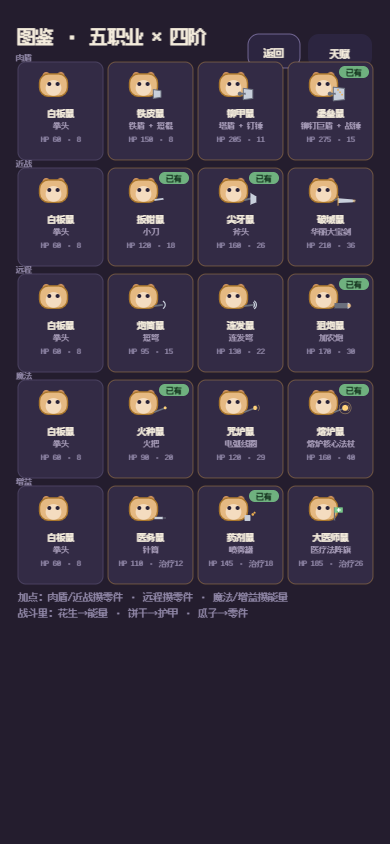 图鉴 · 五职业 × 四阶
返回 天赋
肉盾
已有
白板鼠 铁皮鼠 铆甲鼠 堡垒鼠
拳头 铁盾 + 短棍 塔盾 + 钉锤 铆钉巨盾 + 战锤
HP 60 · 8 HP 150 · 8 HP 205 · 11 HP 275 · 15
近战
已有 已有
白板鼠 扳钳鼠 尖牙鼠 破城鼠
拳头 小刀 斧头 华丽大宝剑
HP 60 · 8 HP 120 · 18 HP 160 · 26 HP 210 · 36
远程
已有
白板鼠 炮筒鼠 连发鼠 迫炮鼠
拳头 短弩 连发弩 加农炮
HP 60 · 8 HP 95 · 15 HP 130 · 22 HP 170 · 30
魔法
已有 已有
白板鼠 火种鼠 咒炉鼠 熔炉鼠
拳头 火把 电弧线圈 熔炉核心法杖
HP 60 · 8 HP 90 · 20 HP 120 · 29 HP 160 · 40
增益
已有
白板鼠 医务鼠 药剂鼠 大医师鼠
拳头 针筒 喷雾器 医疗法阵旗
HP 60 · 8 HP 110 · 治疗12 HP 145 · 治疗18 HP 185 · 治疗26
加点：肉盾/近战攒零件 · 远程攒零件 · 魔法/增益攒能量
战斗里：花生→能量 · 饼干→护甲 · 瓜子→零件